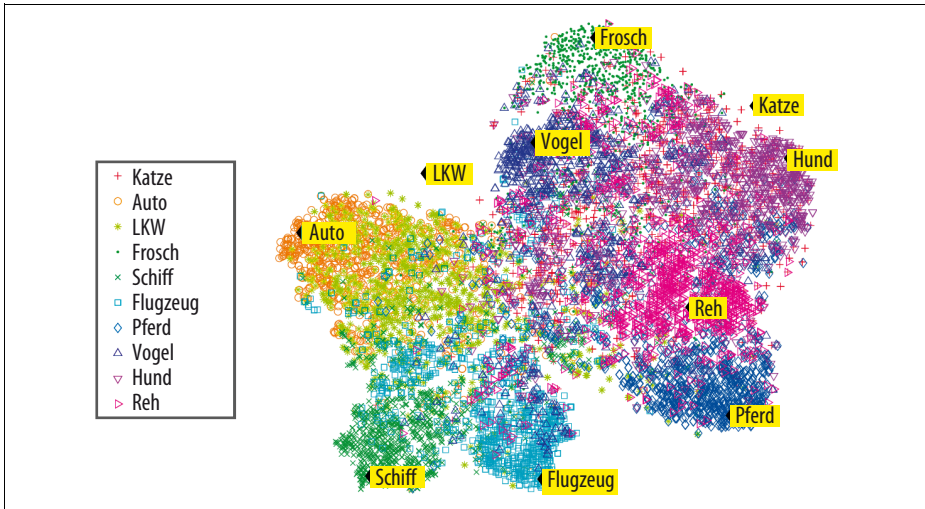 Frosch
Katze
Vogel
Hund
LKW
Katze
Auto
LKW
Frosch
Schiff
Flugzeug
Pferd
Vogel
Hund
Reh
Auto
Reh
Pferd
Schiff
Flugzeug